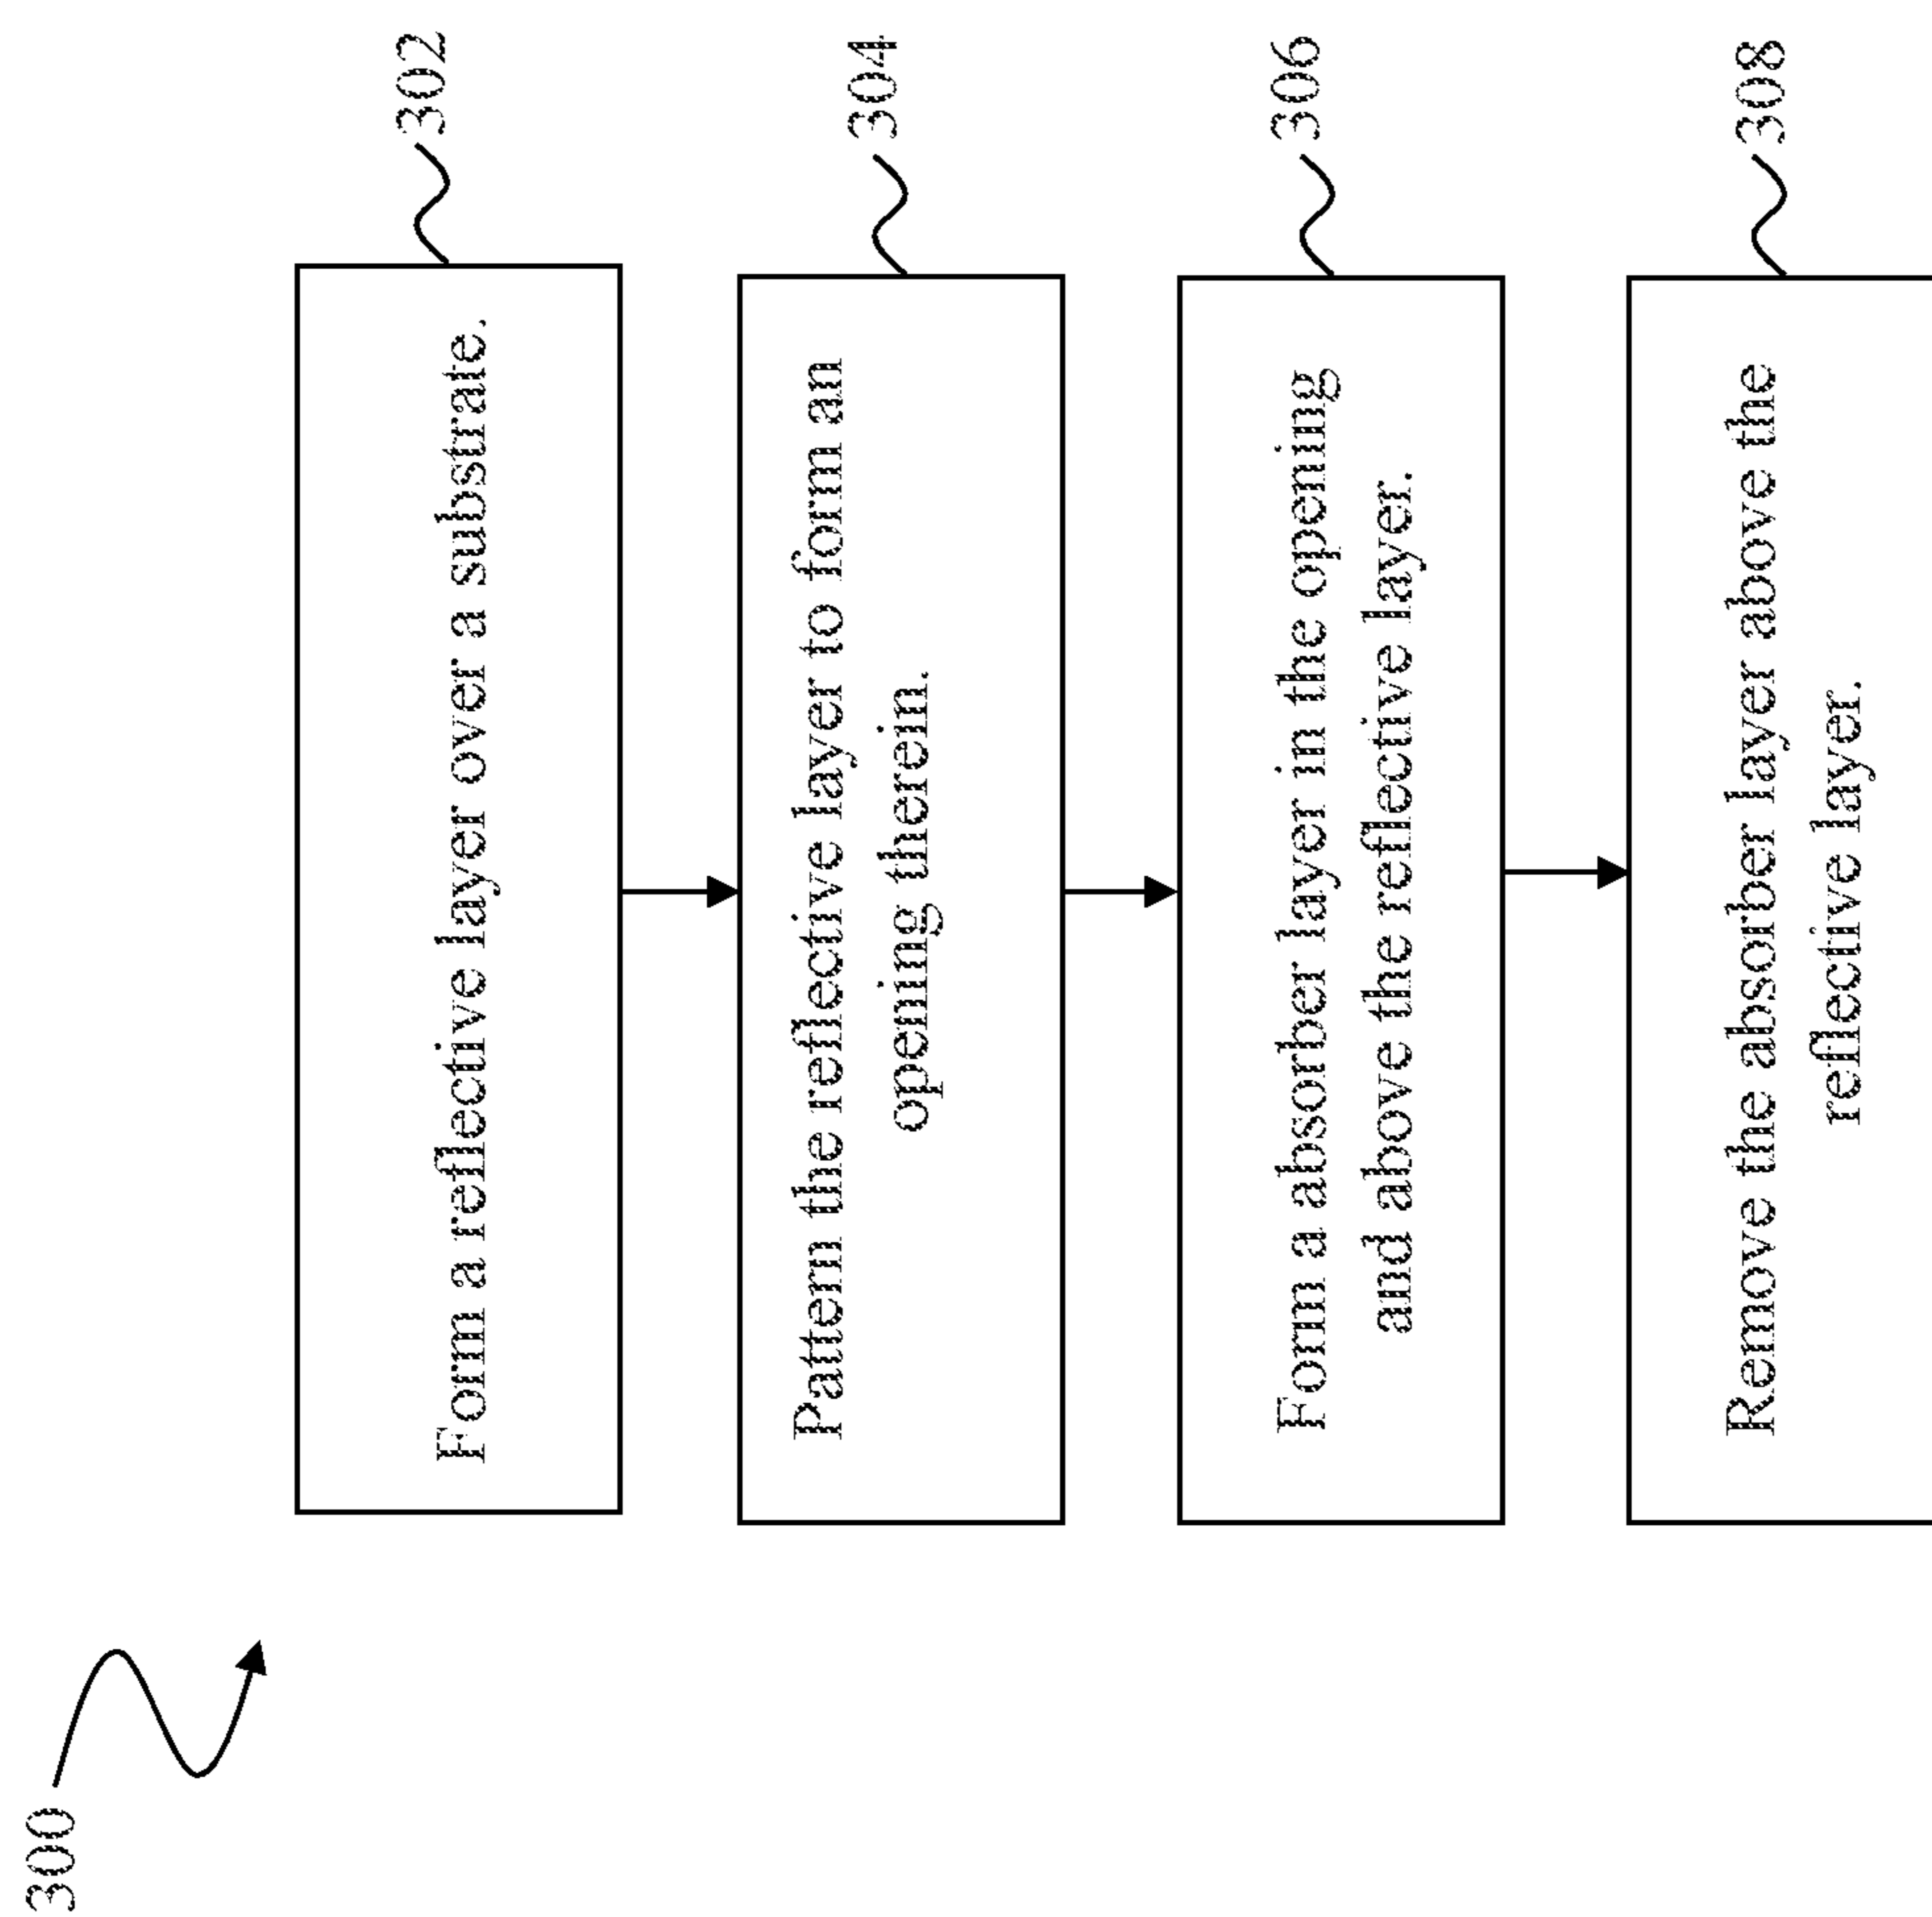 300
Form a reflective layer over a substrate.
302
Pattern the reflective layer to form an
opening therein.
304
Form a absorber layer in the opening
and above the reflective layer.
306
Remove the absorber layer above the
reflective layer.
308